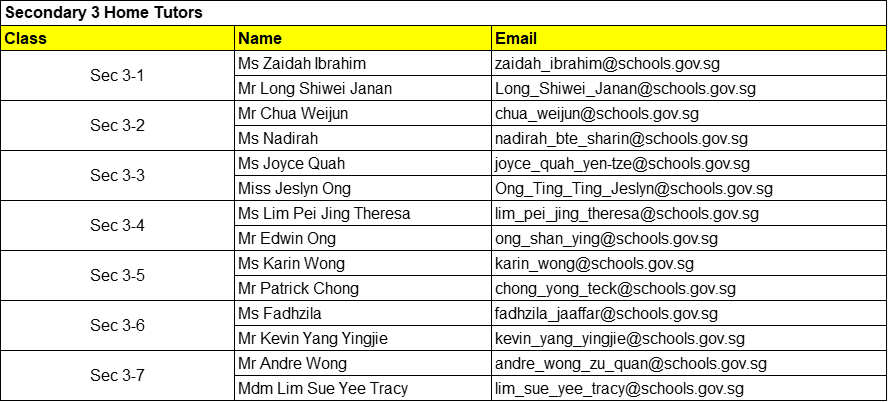 Secondary 3 Home Tutors
Class Name Email
Sec 3-1
Ms Zaidah Ibrahim zaidah_ibrahim@schools.gov.sg
Mr Long Shiwei Janan Long_Shiwei_Janan@schools.gov.sg
Sec 3-2
Mr Chua Weijun chua_weijun@schools.gov.sg
Ms Nadirah nadirah_bte_sharin@schools.gov.sg
Sec 3-3
Ms Joyce Quah joyce_quah_yen-tze@schools.gov.sg
Miss Jeslyn Ong Ong_Ting_Ting_Jeslyn@schools.gov.sg
Sec 3-4
Ms Lim Pei Jing Theresa lim_pei_jing_theresa@schools.gov.sg
Mr Edwin Ong ong_shan_ying@schools.gov.sg
Sec 3-5
Ms Karin Wong karin_wong@schools.gov.sg
Mr Patrick Chong chong_yong_teck@schools.gov.sg
Sec 3-6
Ms Fadhzila fadhzila_jaaffar@schools.gov.sg
Mr Kevin Yang Yingjie kevin_yang_yingjie@schools.gov.sg
Sec 3-7
Mr Andre Wong andre_wong_zu_quan@schools.gov.sg
Mdm Lim Sue Yee Tracy lim_sue_yee_tracy@schools.gov.sg